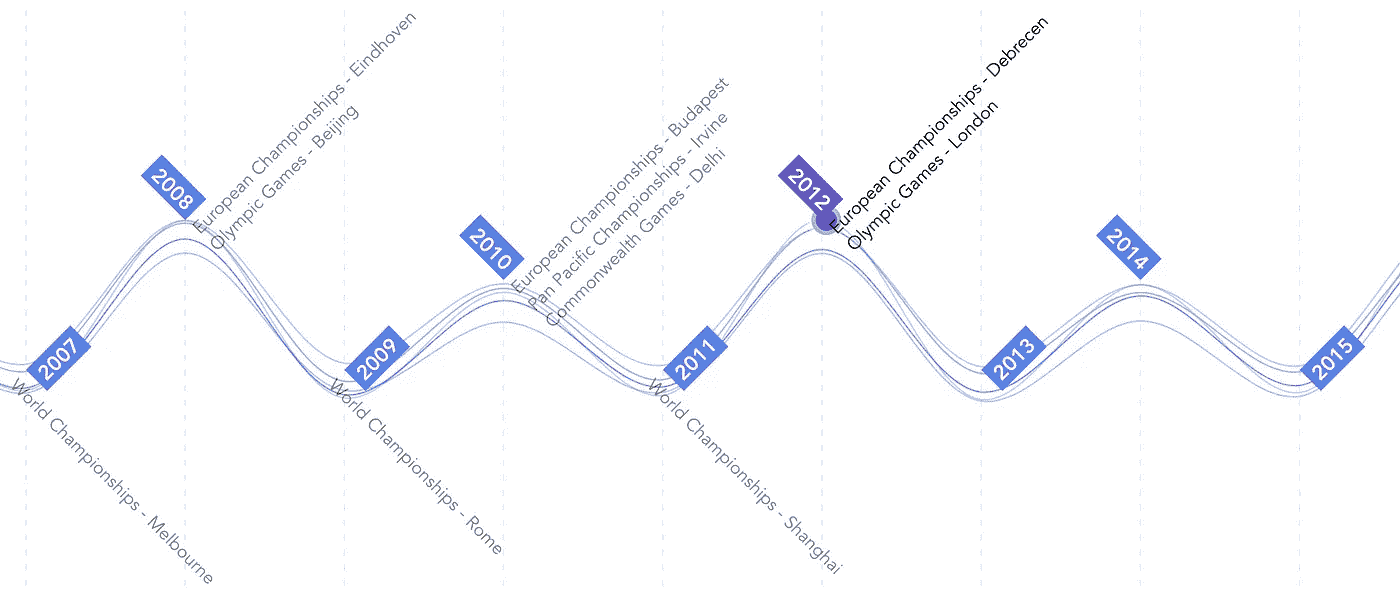 2007
World Championships - Melbourne
2008
European Championships - Eindhoven
Olympic Games - Beijing
2009
World Championships - Rome
2010
European Championships - Budapest
Pan Pacific Championships - Irvine
Commonwealth Games - Delhi
2011
World Championships - Shanghai
2012
European Championships - Debrecen
Olympic Games - London
2013
2014
2015